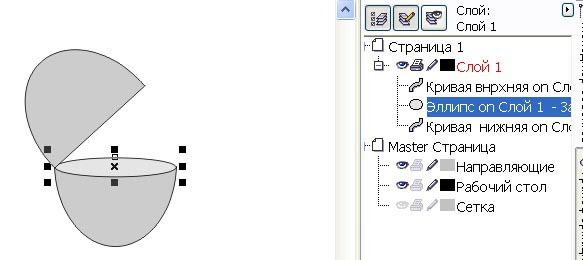 Слой:
Слой 1
Страница 1
Слой 1
Кривая внрхняя on Сло
Эллипс on Слой 1 - За
Кривая нижняя on Сло
Master Страница
Направляющие
Рабочий стол
Сетка